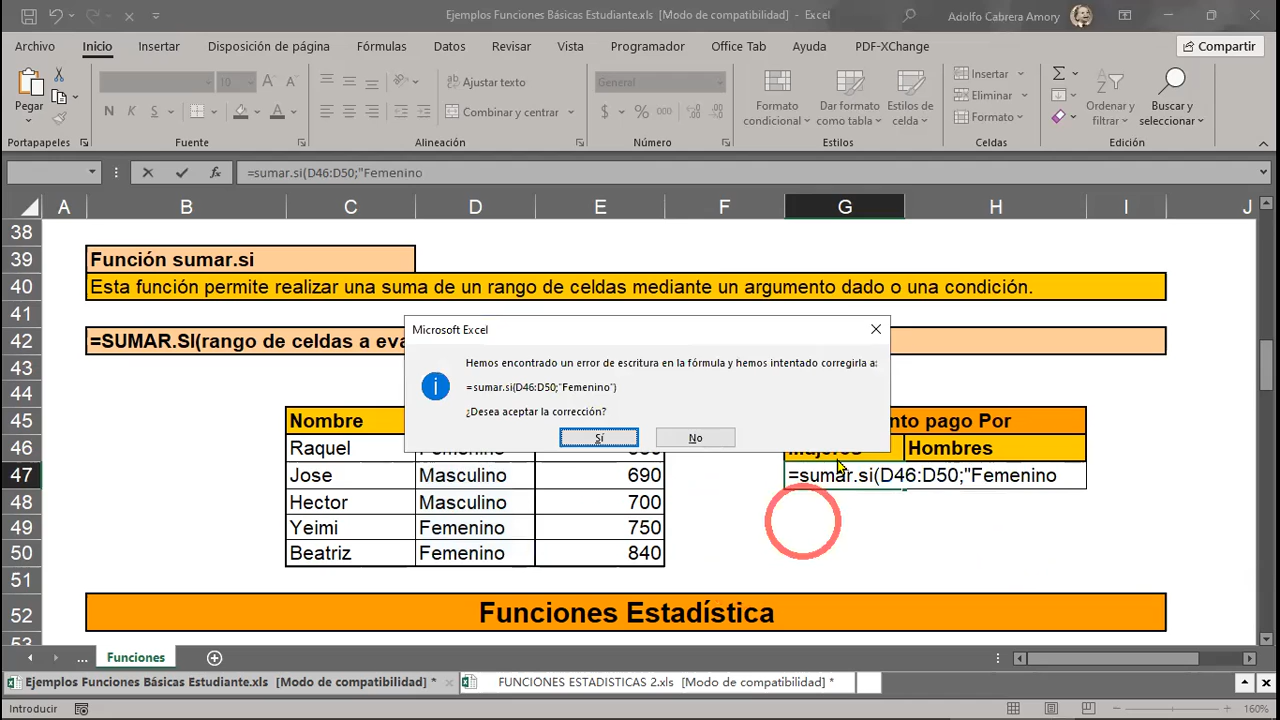 Ejemplos Funciones Básicas Estudiante.xls [Modo de compatibilidad] - Excel
Adolfo Cabrera Amory
Archivo Inicio Insertar Disposición de página Fórmulas Datos Revisar Vista Programador Office Tab Ayuda PDF-XChange Compartir
Pegar
10 A A
N K S
A
Ajustar texto
Combinar y centrar
General
$ % 000
Formato condicional
Dar formato como tabla
Estilos de celda
Insertar
Eliminar
Formato
Ordenar y filtrar
Buscar y seleccionar
Portapapeles Fuente Alineación Número Estilos Celdas Edición
fx =sumar.si(D46:D50;"Femenino
A B C D E F G H I J
38
39 Función sumar.si
40 Esta función permite realizar una suma de un rango de celdas mediante un argumento dado o una condición.
41
42 =SUMAR.SI(rango de celdas a eva
43
44
45 Nombre nto pago Por
46 Raquel Femenino Mujeres Hombres
47 Jose Masculino 690 =sumar.si(D46:D50;"Femenino
48 Hector Masculino 700
49 Yeimi Femenino 750
50 Beatriz Femenino 840
51
52 Funciones Estadística
53
Microsoft Excel
Hemos encontrado un error de escritura en la fórmula y hemos intentado corregirla a:
=sumar.si(D46:D50;"Femenino")
¿Desea aceptar la corrección?
Sí No
... Funciones
Ejemplos Funciones Básicas Estudiante.xls [Modo de compatibilidad] * FUNCIONES ESTADISTICAS 2.xls [Modo de compatibilidad] *
Introducir 160%